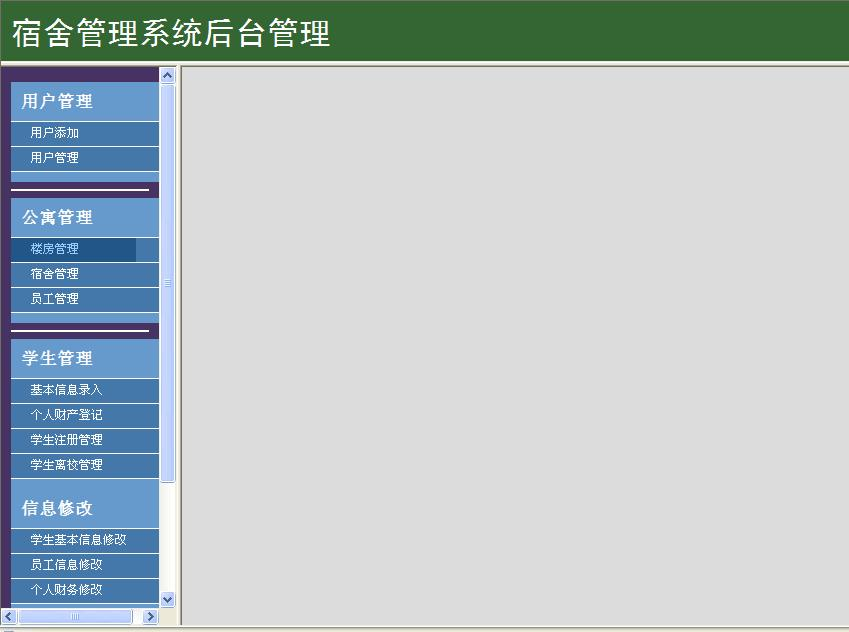 宿舍管理系统后台管理
用户管理
用户添加
用户管理
公寓管理
楼房管理
宿舍管理
员工管理
学生管理
基本信息录入
个人财产登记
学生注册管理
学生离校管理
信息修改
学生基本信息修改
员工信息修改
个人财务修改